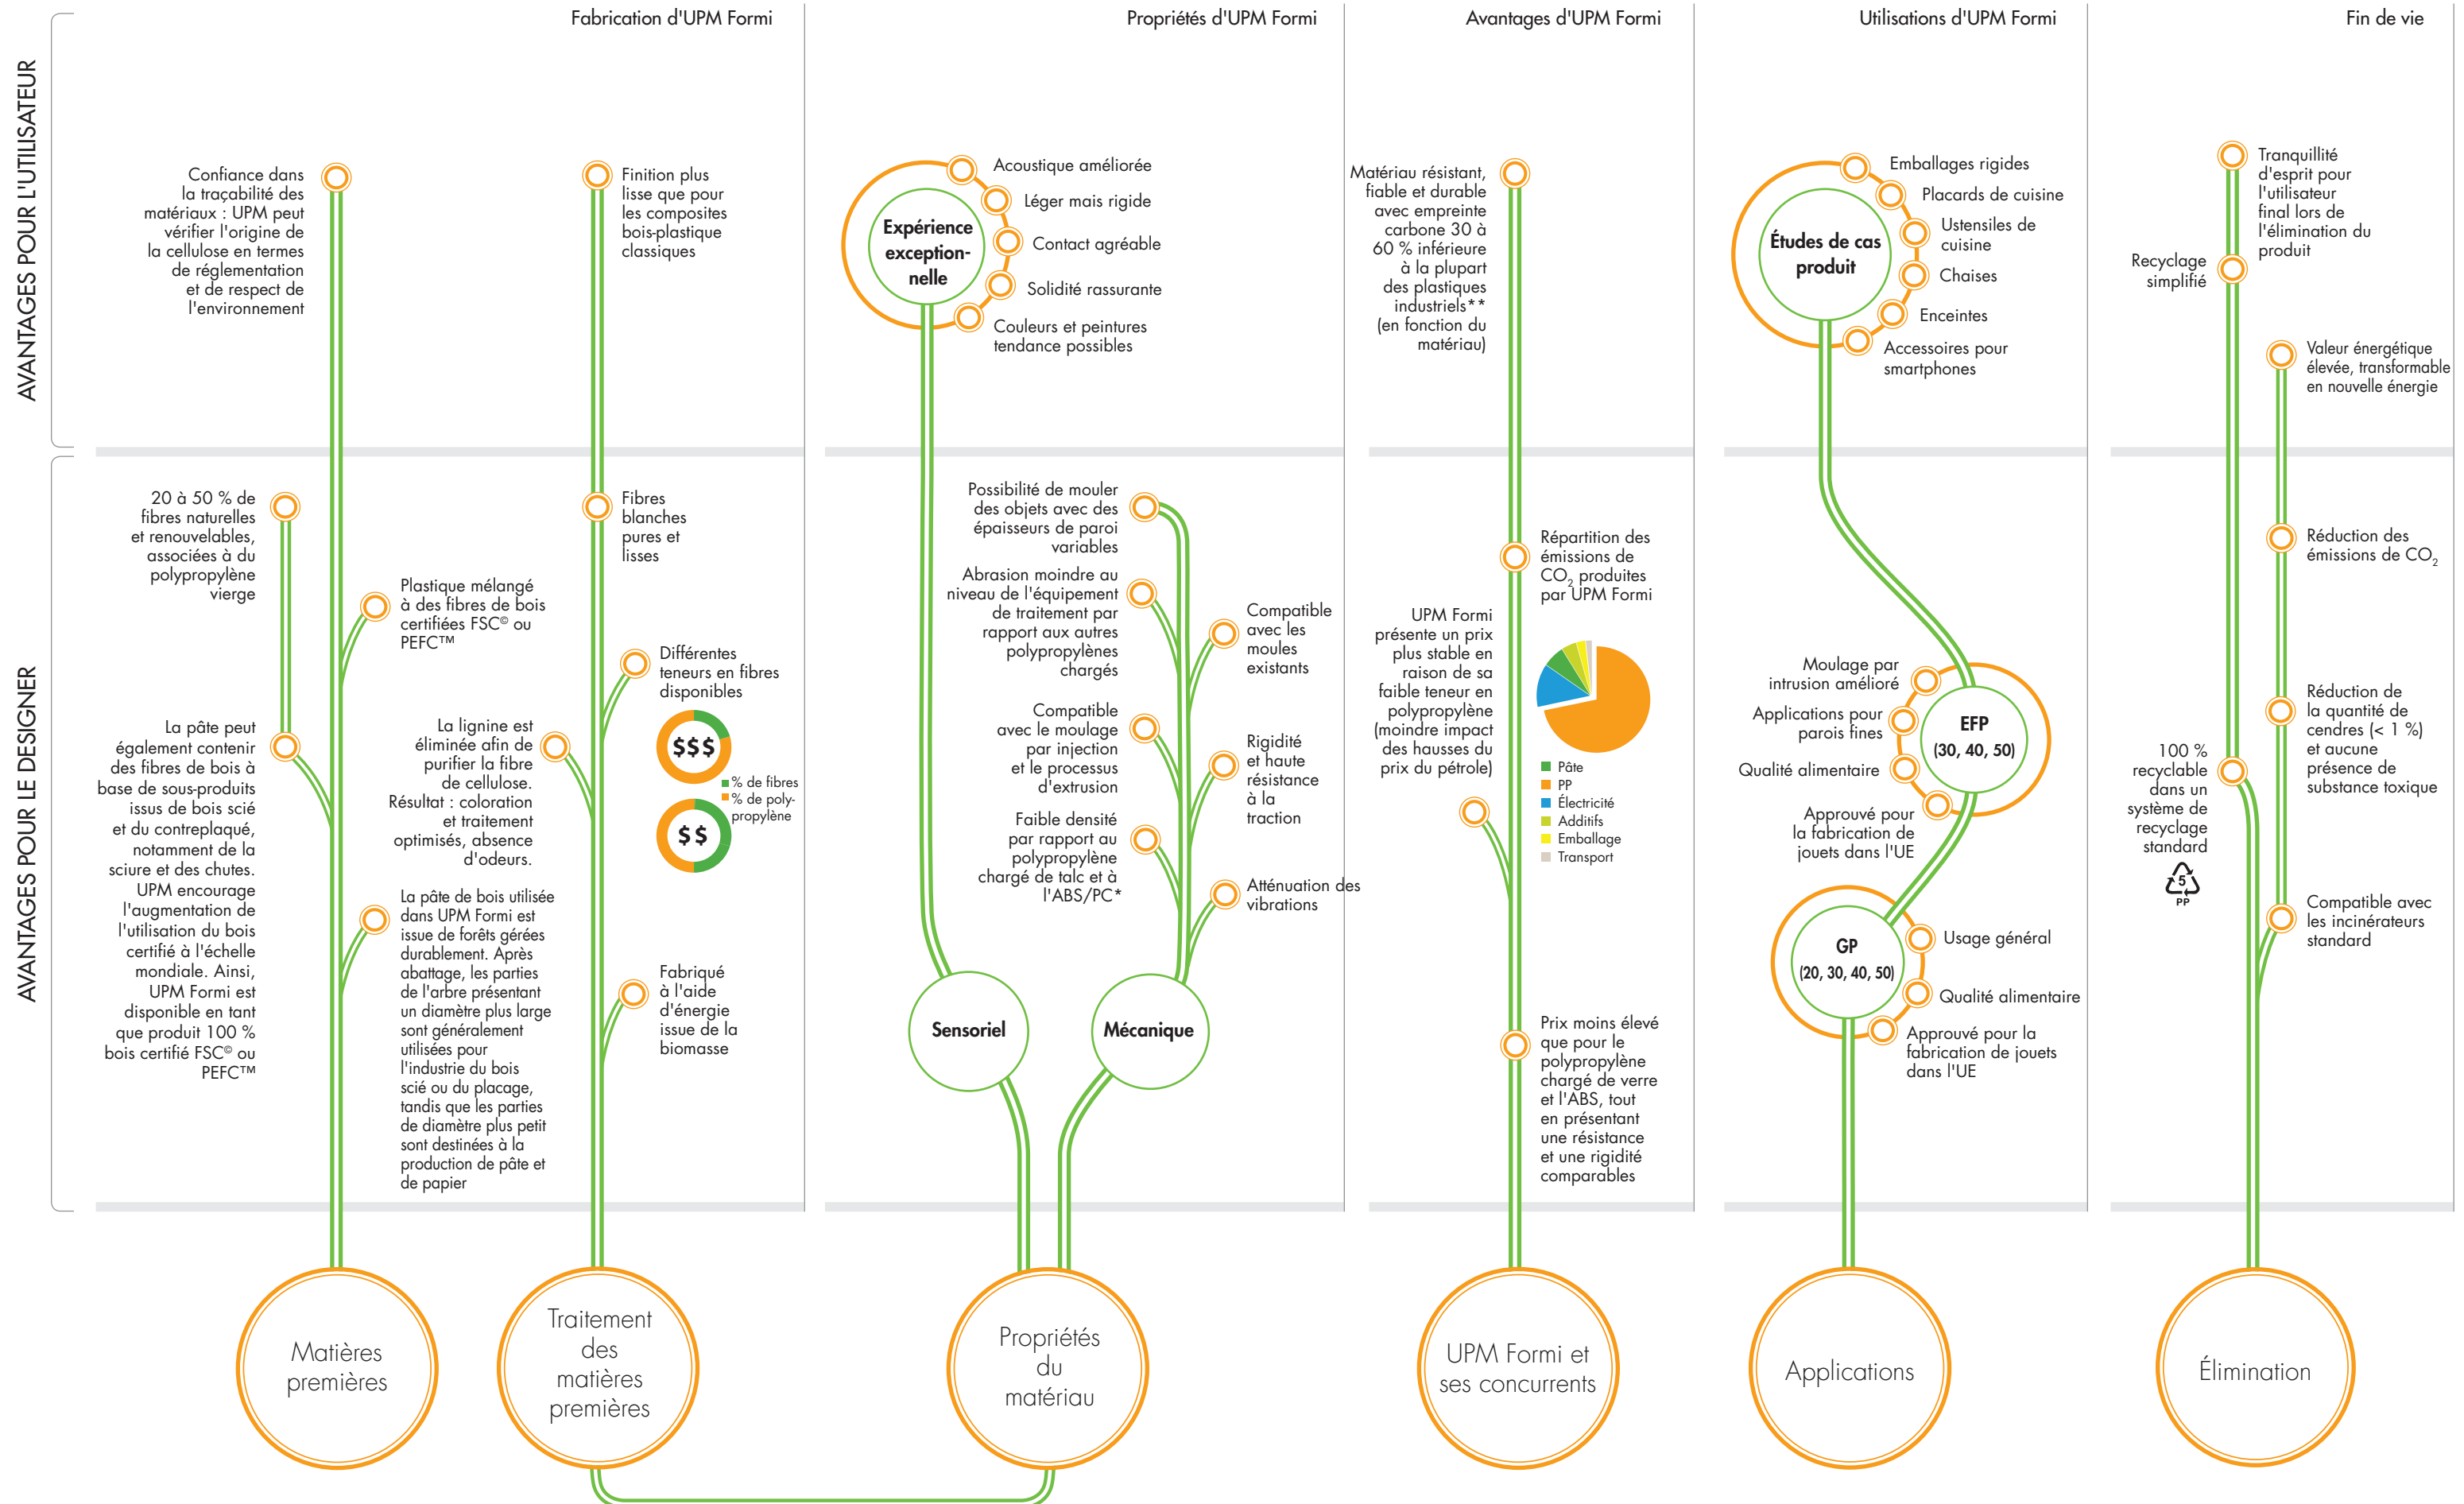 Fabrication d'UPM Formi
Propriétés d'UPM Formi
Avantages d'UPM Formi
Utilisations d'UPM Formi
Fin de vie
AVANTAGES POUR L'UTILISATEUR
Confiance dans
la traçabilité des
matériaux : UPM peut
vérifier l'origine de
la cellulose en termes
de réglementation
et de respect de
l'environnement
Finition plus
lisse que pour
les composites
bois-plastique
classiques
Expérience
exception-
nelle
Acoustique améliorée
Léger mais rigide
Contact agréable
Solidité rassurante
Couleurs et peintures
tendance possibles
Matériau résistant,
fiable et durable
avec empreinte
carbone 30 à
60 % inférieure
à la plupart
des plastiques
industriels**
(en fonction du
matériau)
Études de cas
produit
Emballages rigides
Placards de cuisine
Ustensiles de
cuisine
Chaises
Enceintes
Accessoires pour
smartphones
Tranquillité
d'esprit pour
l'utilisateur
final lors de
l'élimination du
produit
Recyclage
simplifié
Valeur énergétique
élevée, transformable
en nouvelle énergie
AVANTAGES POUR LE DESIGNER
20 à 50 % de
fibres naturelles
et renouvelables,
associées à du
polypropylène
vierge
Plastique mélangé
à des fibres de bois
certifiées FSC© ou
PEFC™
La pâte peut
également contenir
des fibres de bois à
base de sous-produits
issus de bois scié
et du contreplaqué,
notamment de la
sciure et des chutes.
UPM encourage
l'augmentation de
l'utilisation du bois
certifié à l'échelle
mondiale. Ainsi,
UPM Formi est
disponible en tant
que produit 100 %
bois certifié FSC© ou
PEFC™
Fibres
blanches
pures et
lisses
Différentes
teneurs en fibres
disponibles
$$$
% de fibres
% de poly-
propylène
$$
La lignine est
éliminée afin de
purifier la fibre
de cellulose.
Résultat : coloration
et traitement
optimisés, absence
d'odeurs.
La pâte de bois utilisée
dans UPM Formi est
issue de forêts gérées
durablement. Après
abattage, les parties
de l'arbre présentant
un diamètre plus large
sont généralement
utilisées pour
l'industrie du bois
scié ou du placage,
tandis que les parties
de diamètre plus petit
sont destinées à la
production de pâte et
de papier
Fabriqué
à l'aide
d'énergie
issue de la
biomasse
Possibilité de mouler
des objets avec des
épaisseurs de paroi
variables
Abrasion moindre au
niveau de l'équipement
de traitement par
rapport aux autres
polypropylènes
chargés
Compatible
avec le moulage
par injection
et le processus
d'extrusion
Faible densité
par rapport au
polypropylène
chargé de talc et à
l'ABS/PC*
Compatible
avec les
moules
existants
Rigidité
et haute
résistance
à la
traction
Atténuation des
vibrations
Sensoriel
Mécanique
Répartition des
émissions de
CO2 produites
par UPM Formi
UPM Formi
présente un prix
plus stable en
raison de sa
faible teneur en
polypropylène
(moindre impact
des hausses du
prix du pétrole)
Pâte
PP
Électricité
Additifs
Emballage
Transport
Prix moins élevé
que pour le
polypropylène
chargé de verre
et l'ABS, tout
en présentant
une résistance
et une rigidité
comparables
Moulage par
intrusion amélioré
Applications pour
parois fines
Qualité alimentaire
Approuvé pour
la fabrication de
jouets dans l'UE
EFP
(30, 40, 50)
GP
(20, 30, 40, 50)
Usage général
Qualité alimentaire
Approuvé pour la
fabrication de jouets
dans l'UE
Réduction des
émissions de CO2
Réduction de
la quantité de
cendres (< 1 %)
et aucune
présence de
substance toxique
100 %
recyclable
dans un
système de
recyclage
standard
5
PP
Compatible avec
les incinérateurs
standard
Matières
premières
Traitement
des
matières
premières
Propriétés
du
matériau
UPM Formi et
ses concurrents
Applications
Élimination